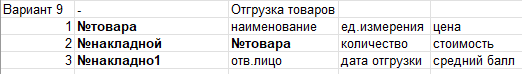 Вариант 9 - Отгрузка товаров
1 №товара наименование ед.измерения цена
2 №накладной №товара количество стоимость
3 №накладно1 отв.лицо дата отгрузки средний балл